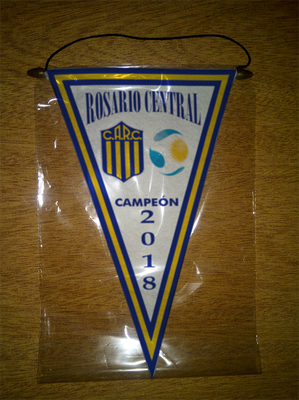 ROSARIO CENTRAL
C.A.R.C
CAMPEÓN
2018